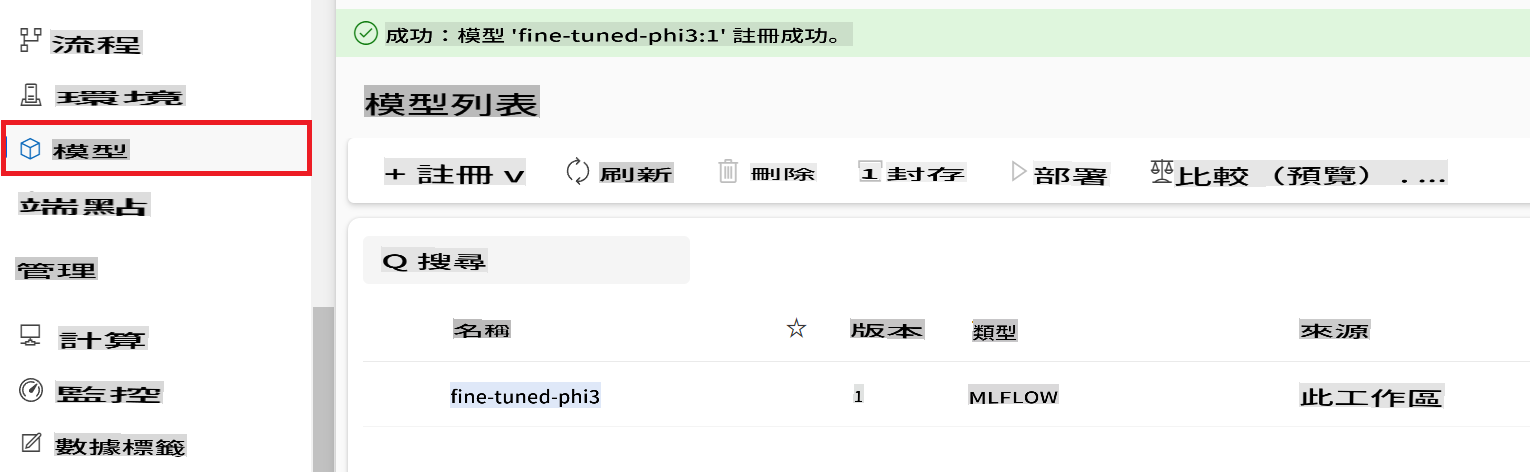 流程
環境
模型
端點
管理
計算
監控
數據標籤
成功：模型 'fine-tuned-phi3:1' 註冊成功。
模型列表
+ 註冊 v 刷新 刪除 1 封存 部署 比較 （預覽） . ...
Q 搜尋
名稱 版本 類型 來源
fine-tuned-phi3 1 MLFLOW 此工作區